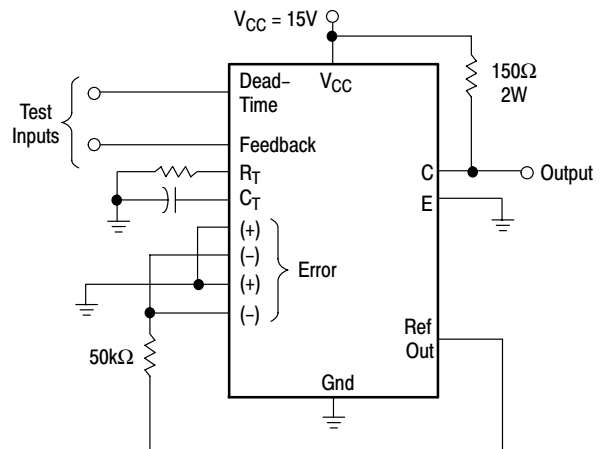 V_CC = 15V
Dead–
Time
V_CC
150Ω
2W
Test
Inputs
Feedback
R_T
C
Output
C_T
E
(+)
(–)
Error
(+)
(–)
Ref
Out
50kΩ
Gnd